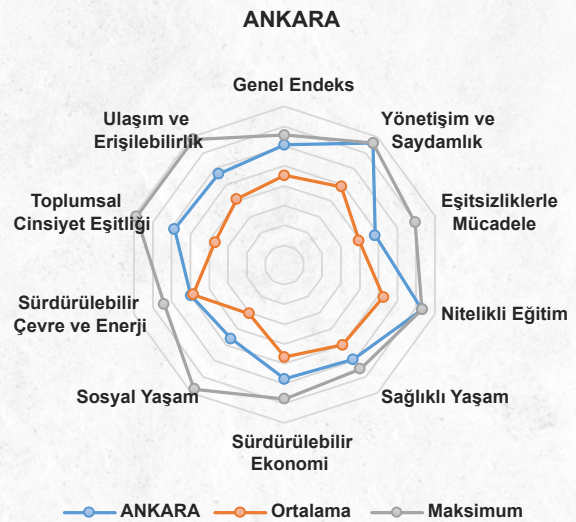 ANKARA
Genel Endeks
Yönetişim ve
Saydamlık
Eşitsizliklerle
Mücadele
Nitelikli Eğitim
Sağlıklı Yaşam
Sürdürülebilir
Ekonomi
Sosyal Yaşam
Sürdürülebilir
Çevre ve Enerji
Toplumsal
Cinsiyet Eşitliği
Ulaşım ve
Erişilebilirlik
ANKARA
Ortalama
Maksimum